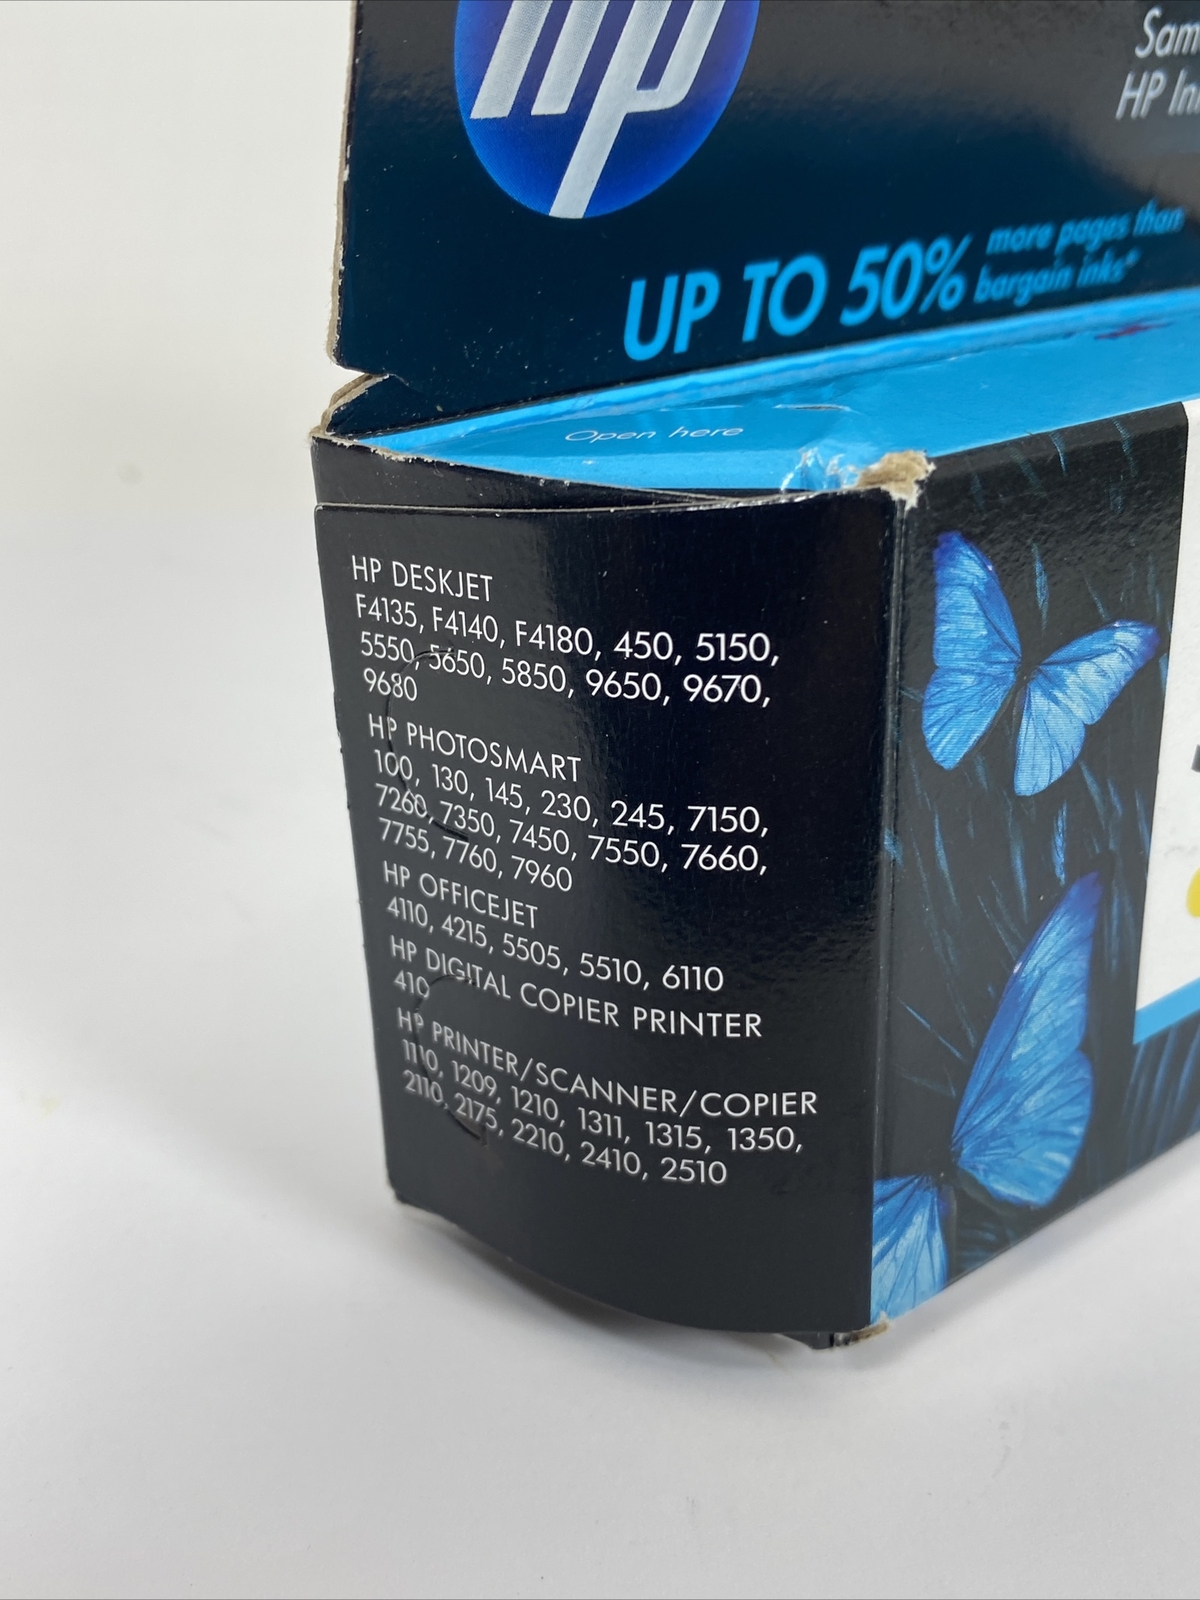 hp
Sam
HP In
UP TO 50% more pages than
bargain inks*
Open here
HP DESKJET
F4135, F4140, F4180, 450, 5150,
5550, 5650, 5850, 9650, 9670,
9680
HP PHOTOSMART
100, 130, 145, 230, 245, 7150,
7260, 7350, 7450, 7550, 7660,
7755, 7760, 7960
HP OFFICEJET
4110, 4215, 5505, 5510, 6110
HP DIGITAL COPIER PRINTER
410
HP PRINTER/SCANNER/COPIER
1110, 1209, 1210, 1311, 1315, 1350,
2110, 2175, 2210, 2410, 2510